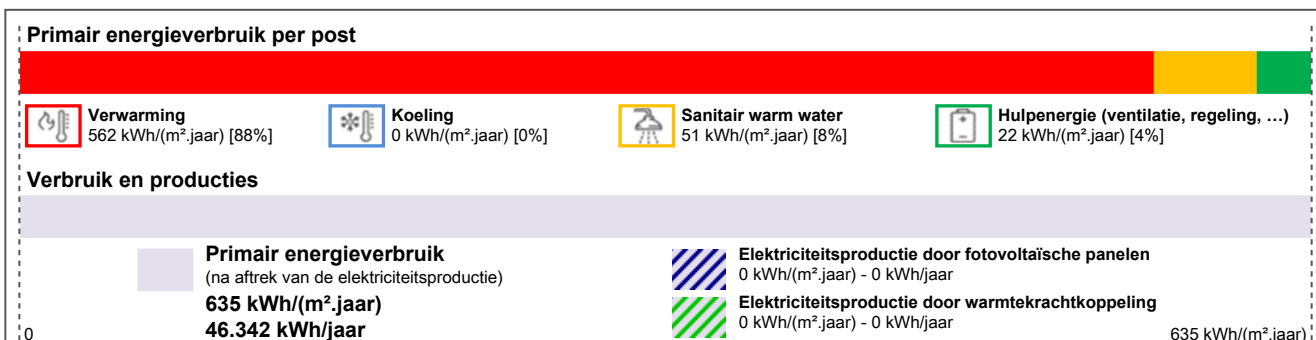 Primair energieverbruik per post
Verwarming
562 kWh/(m².jaar) [88%]
Koeling
0 kWh/(m².jaar) [0%]
Sanitair warm water
51 kWh/(m².jaar) [8%]
Hulpenergie (ventilatie, regeling, …)
22 kWh/(m².jaar) [4%]
Verbruik en producties
Primair energieverbruik
(na aftrek van de elektriciteitsproductie)
635 kWh/(m².jaar)
46.342 kWh/jaar
Elektriciteitsproductie door fotovoltaïsche panelen
0 kWh/(m².jaar) - 0 kWh/jaar
Elektriciteitsproductie door warmtekrachtkoppeling
0 kWh/(m².jaar) - 0 kWh/jaar
0
635 kWh/(m².jaar)